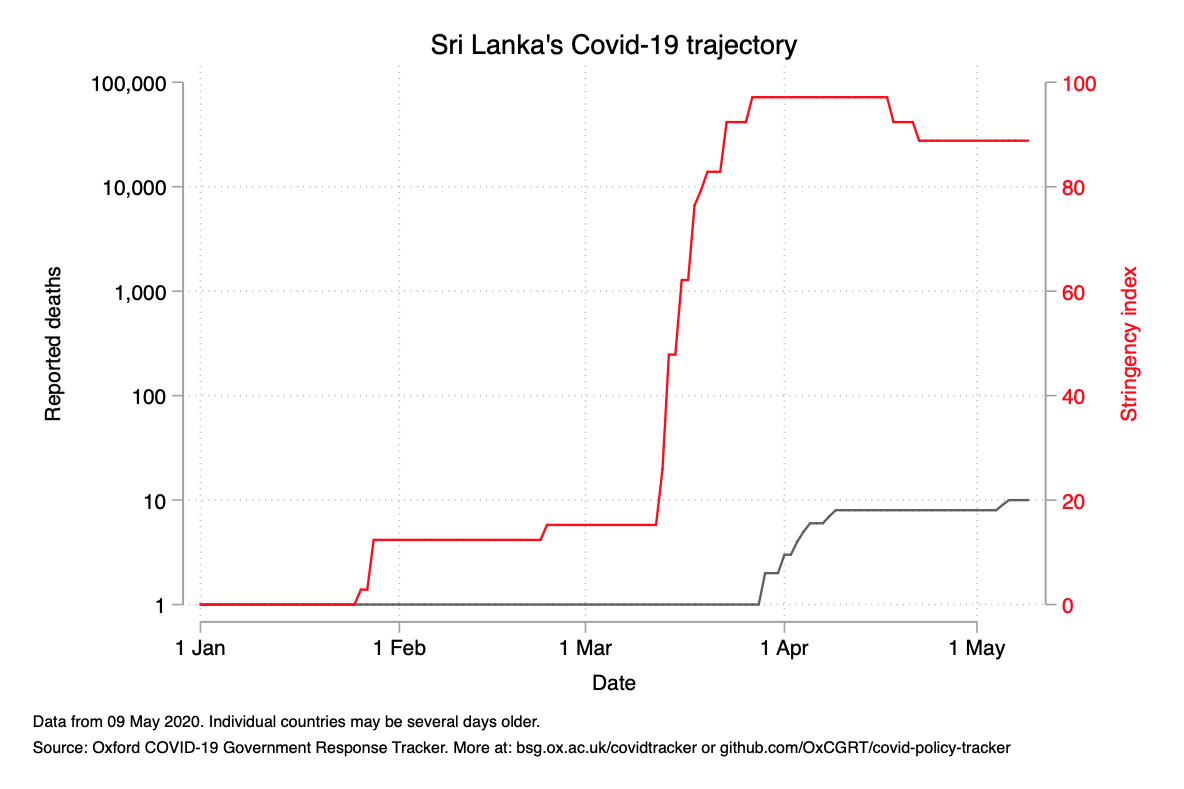 Sri Lanka's Covid-19 trajectory
100,000
10,000
1,000
100
10
1
Reported deaths
100
80
60
40
20
0
Stringency index
1 Jan
1 Feb
1 Mar
1 Apr
1 May
Date
Data from 09 May 2020. Individual countries may be several days older.
Source: Oxford COVID-19 Government Response Tracker. More at: bsg.ox.ac.uk/covidtracker or github.com/OxCGRT/covid-policy-tracker